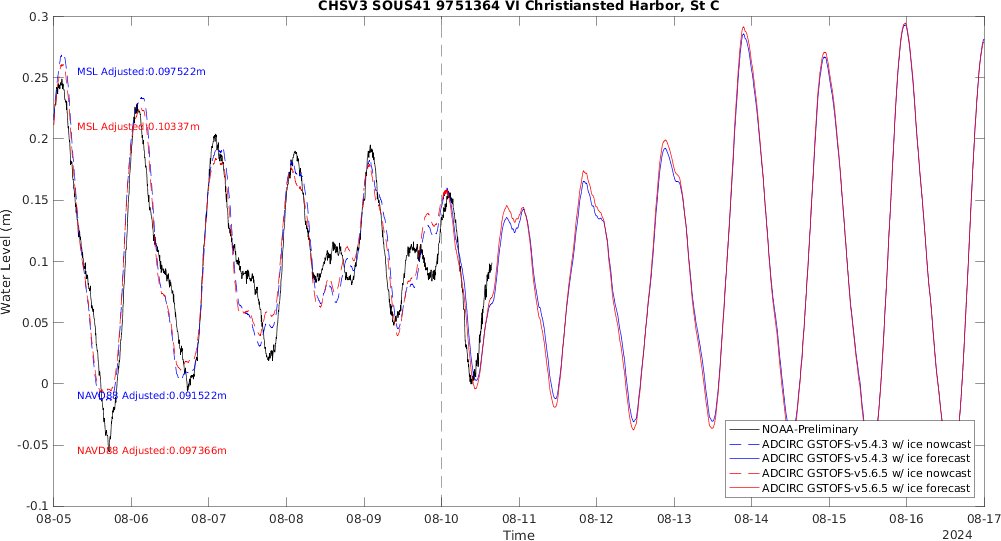 CHSV3 SOUS41 9751364 VI Christiansted Harbor, St C
0.3
0.25
0.2
0.15
0.1
0.05
0
-0.05
-0.1
Water Level (m)
MSL Adjusted:0.097522m
MSL Adjusted:0.10337m
NAVD88 Adjusted:0.091522m
NAVD88 Adjusted:0.097366m
NOAA-Preliminary
ADCIRC GSTOFS-v5.4.3 w/ ice nowcast
ADCIRC GSTOFS-v5.4.3 w/ ice forecast
ADCIRC GSTOFS-v5.6.5 w/ ice nowcast
ADCIRC GSTOFS-v5.6.5 w/ ice forecast
08-05 08-06 08-07 08-08 08-09 08-10 08-11 08-12 08-13 08-14 08-15 08-16 08-17
Time
2024